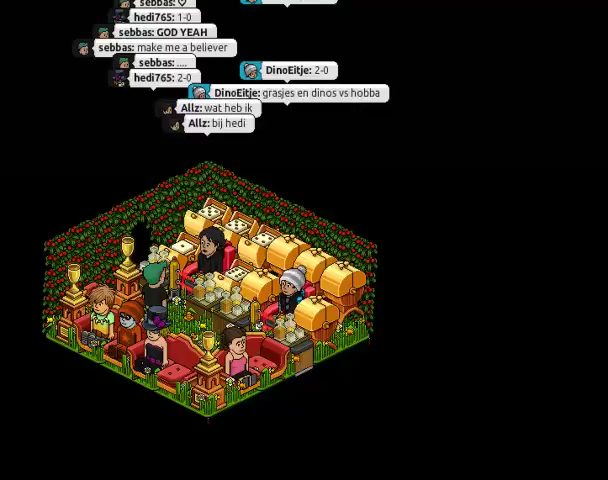 sebbas: ♡
hedi765: 1-0
sebbas: GOD YEAH
sebbas: make me a believer
sebbas: ....
DinoEitje: 2-0
hedi765: 2-0
DinoEitje: grasjes en dinos vs hobba
Allz: wat heb ik
Allz: bij hedi